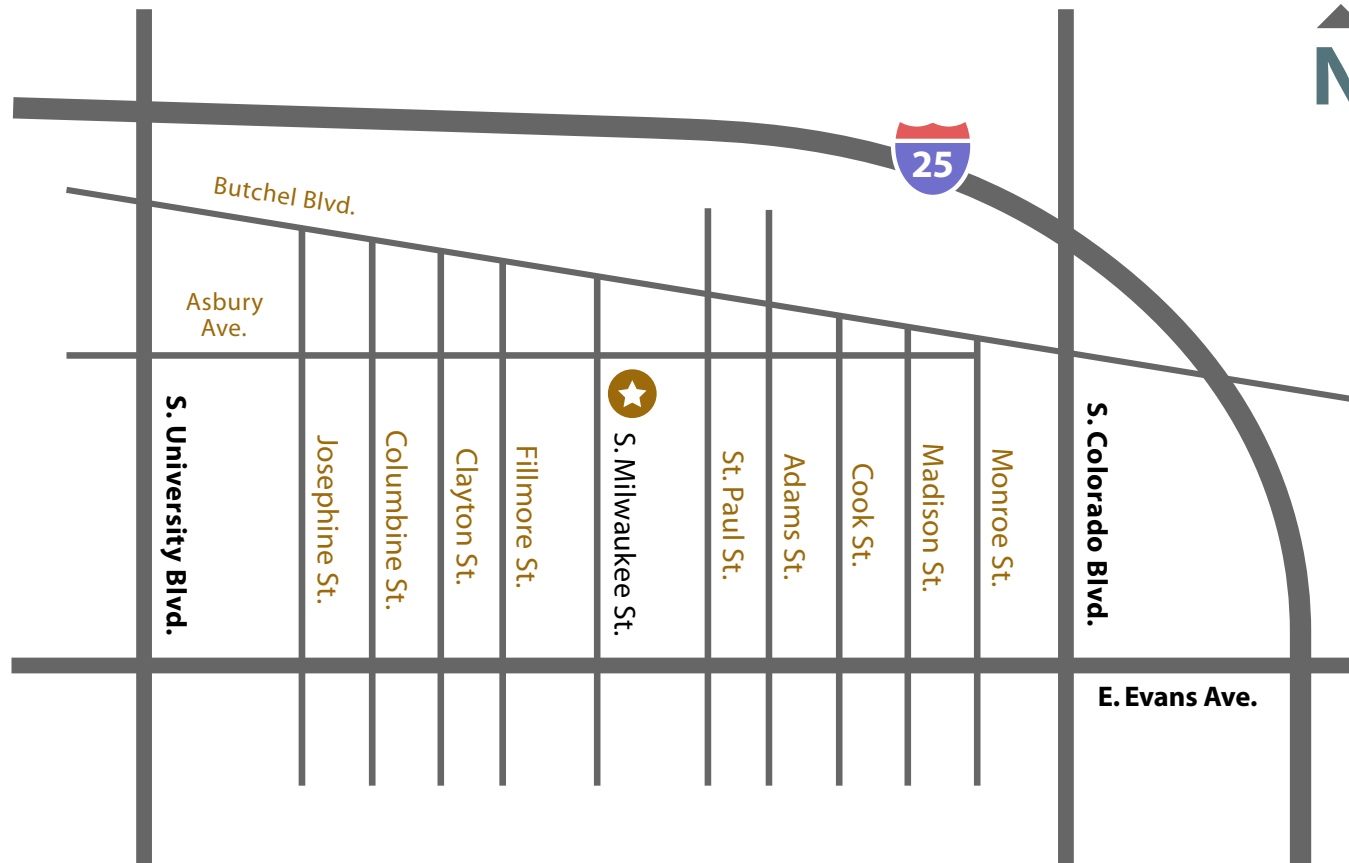 N
25
Butchel Blvd.
Asbury
Ave.
S. University Blvd.
Josephine St.
Columbine St.
Clayton St.
Fillmore St.
S. Milwaukee St.
St. Paul St.
Adams St.
Cook St.
Madison St.
Monroe St.
S. Colorado Blvd.
E. Evans Ave.